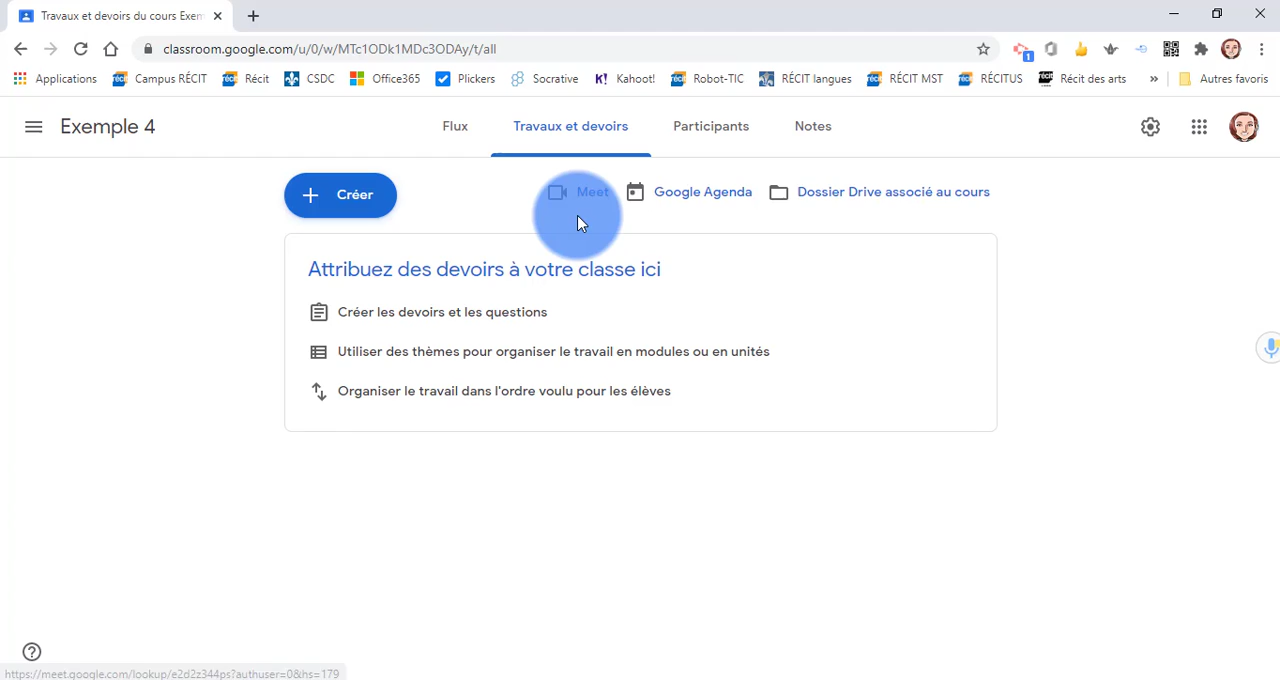 Travaux et devoirs du cours Exem
classroom.google.com/u/0/w/MTc1ODk1MDc3ODAy/t/all
1
Applications Campus RÉCIT Récit CSDC Office365 Plickers Socrative K! Kahoot! Robot-TIC RÉCIT langues RÉCIT MST RÉCITUS Récit des arts » Autres favoris
Exemple 4 Flux Travaux et devoirs Participants Notes
+ Créer Meet Google Agenda Dossier Drive associé au cours
Attribuez des devoirs à votre classe ici
Créer les devoirs et les questions
Utiliser des thèmes pour organiser le travail en modules ou en unités
Organiser le travail dans l'ordre voulu pour les élèves
https://meet.google.com/lookup/e2d2z344ps?authuser=0&hs=179